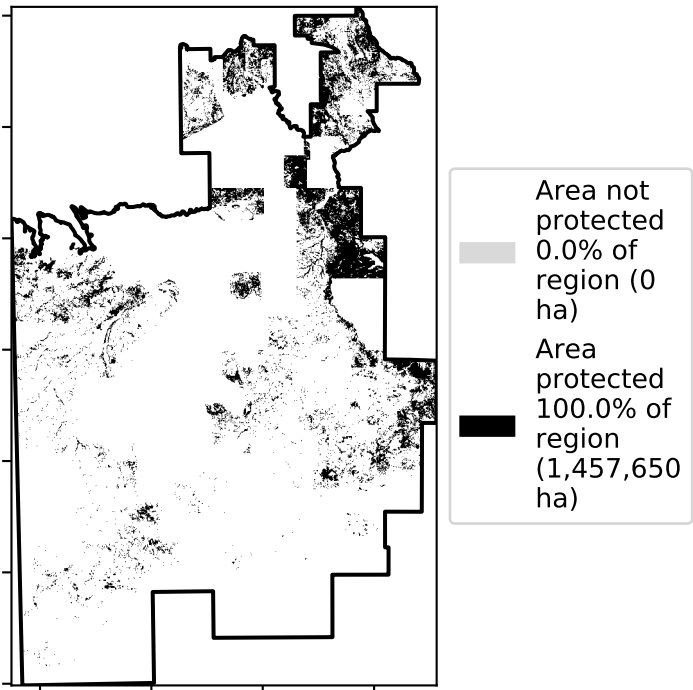 Area not
protected
0.0% of
region (0
ha)
Area
protected
100.0% of
region
(1,457,650
ha)